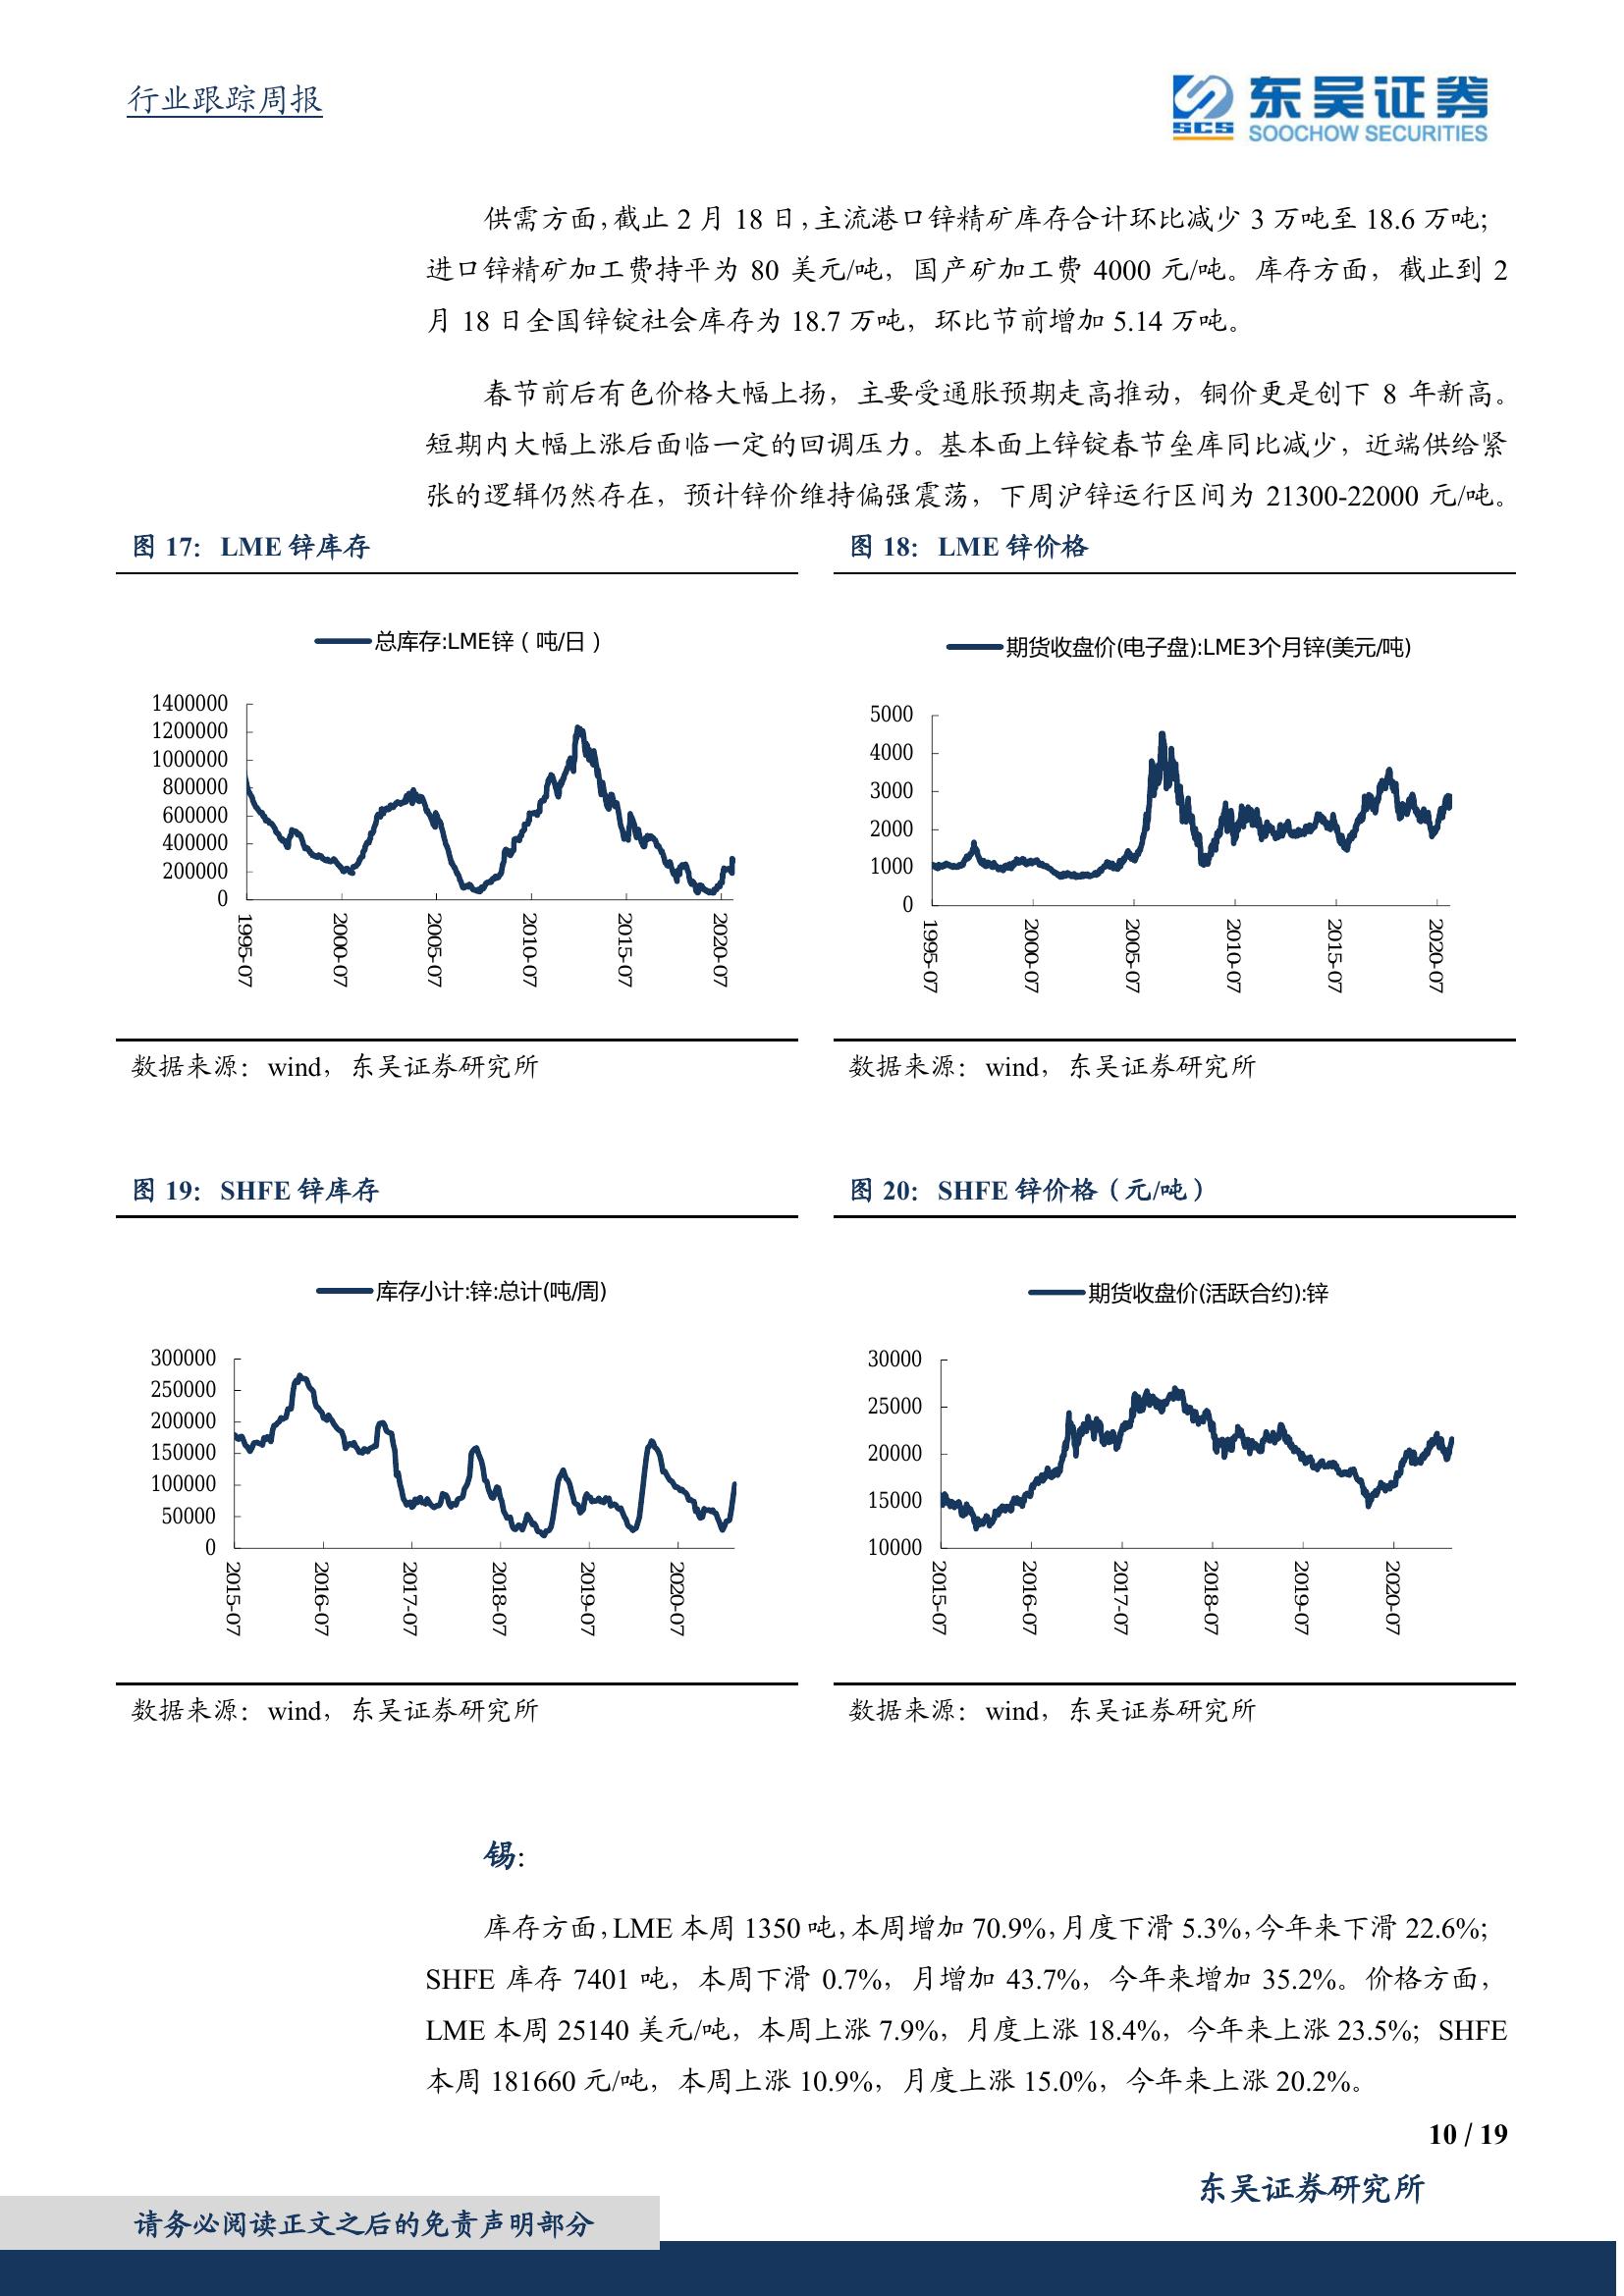 行业跟踪周报
东吴证券
SCS
SOOCHOW SECURITIES
供需方面，截止 2 月 18 日，主流港口锌精矿库存合计环比减少 3 万吨至 18.6 万吨；
进口锌精矿加工费持平为 80 美元/吨，国产矿加工费 4000 元/吨。库存方面，截止到 2
月 18 日全国锌锭社会库存为 18.7 万吨，环比节前增加 5.14 万吨。
春节前后有色价格大幅上扬，主要受通胀预期走高推动，铜价更是创下 8 年新高。
短期内大幅上涨后面临一定的回调压力。基本面上锌锭春节垒库同比减少，近端供给紧
张的逻辑仍然存在，预计锌价维持偏强震荡，下周沪锌运行区间为 21300-22000 元/吨。
图 17： LME 锌库存
总库存:LME锌（吨/日）
1400000
1200000
1000000
800000
600000
400000
200000
0
1995-07
2000-07
2005-07
2010-07
2015-07
2020-07
数据来源：wind，东吴证券研究所
图 18： LME 锌价格
期货收盘价(电子盘):LME3个月锌(美元/吨)
5000
4000
3000
2000
1000
0
1995-07
2000-07
2005-07
2010-07
2015-07
2020-07
数据来源：wind，东吴证券研究所
图 19： SHFE 锌库存
库存小计:锌:总计(吨/周)
300000
250000
200000
150000
100000
50000
0
2015-07
2016-07
2017-07
2018-07
2019-07
2020-07
数据来源：wind，东吴证券研究所
图 20： SHFE 锌价格（元/吨）
期货收盘价(活跃合约):锌
30000
25000
20000
15000
10000
2015-07
2016-07
2017-07
2018-07
2019-07
2020-07
数据来源：wind，东吴证券研究所
锡：
库存方面，LME 本周 1350 吨，本周增加 70.9%，月度下滑 5.3%，今年来下滑 22.6%；
SHFE 库存 7401 吨，本周下滑 0.7%，月增加 43.7%，今年来增加 35.2%。价格方面，
LME 本周 25140 美元/吨，本周上涨 7.9%，月度上涨 18.4%，今年来上涨 23.5%；SHFE
本周 181660 元/吨，本周上涨 10.9%，月度上涨 15.0%，今年来上涨 20.2%。
10 / 19
东吴证券研究所
请务必阅读正文之后的免责声明部分